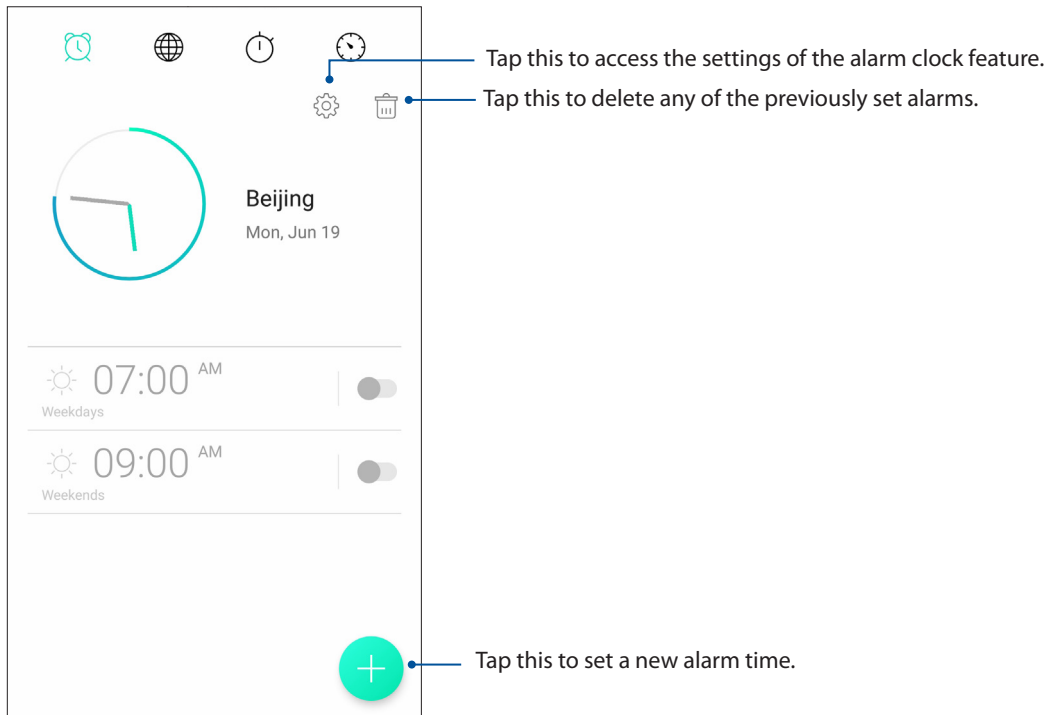 Tap this to access the settings of the alarm clock feature.
Tap this to delete any of the previously set alarms.
Beijing
Mon, Jun 19
07:00 AM
Weekdays
09:00 AM
Weekends
Tap this to set a new alarm time.